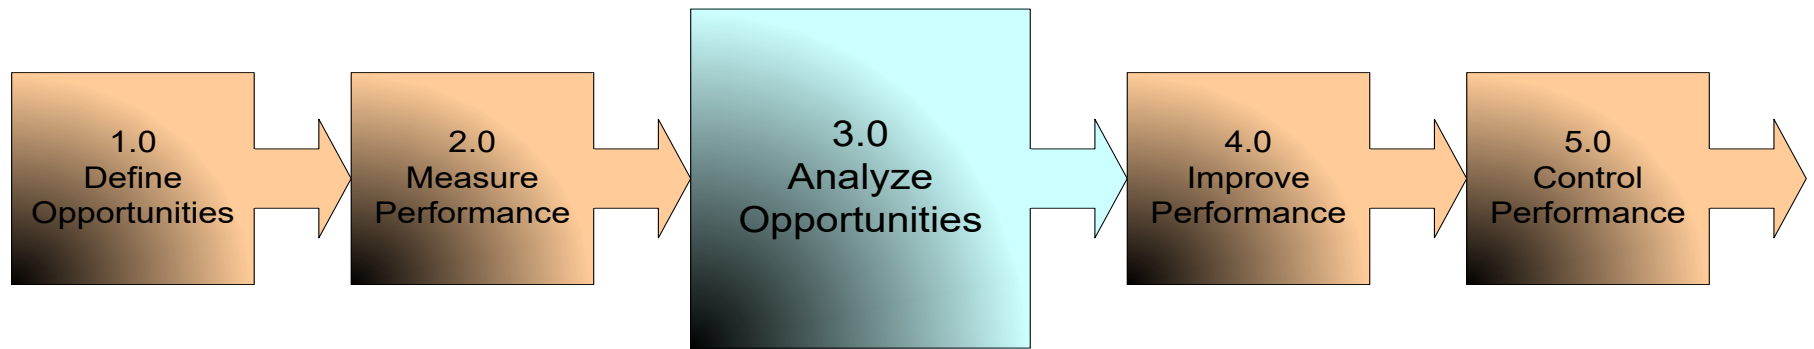 1.0
Define
Opportunities
2.0
Measure
Performance
3.0
Analyze
Opportunities
4.0
Improve
Performance
5.0
Control
Performance